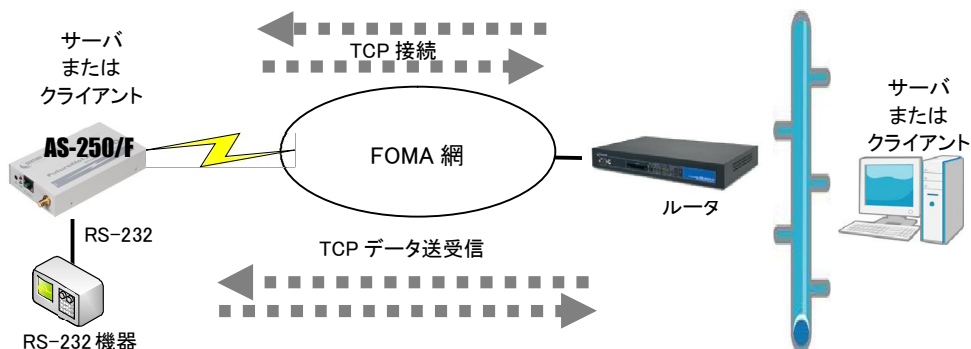 サーバ
または
クライアント
TCP 接続
AS-250/F
FOMA 網
ルータ
サーバ
または
クライアント
RS-232
TCP データ送受信
RS-232 機器